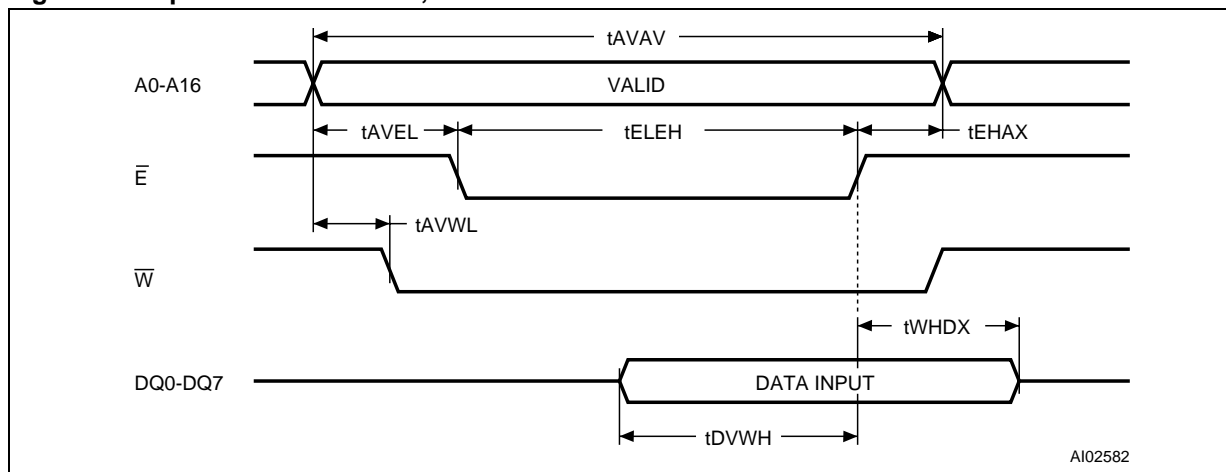 tAVAV
A0-A16
VALID
tAVEL
tELEH
tEHAX
E̅
tAVWL
W̅
tWHDX
DQ0-DQ7
DATA INPUT
tDVWH
AI02582